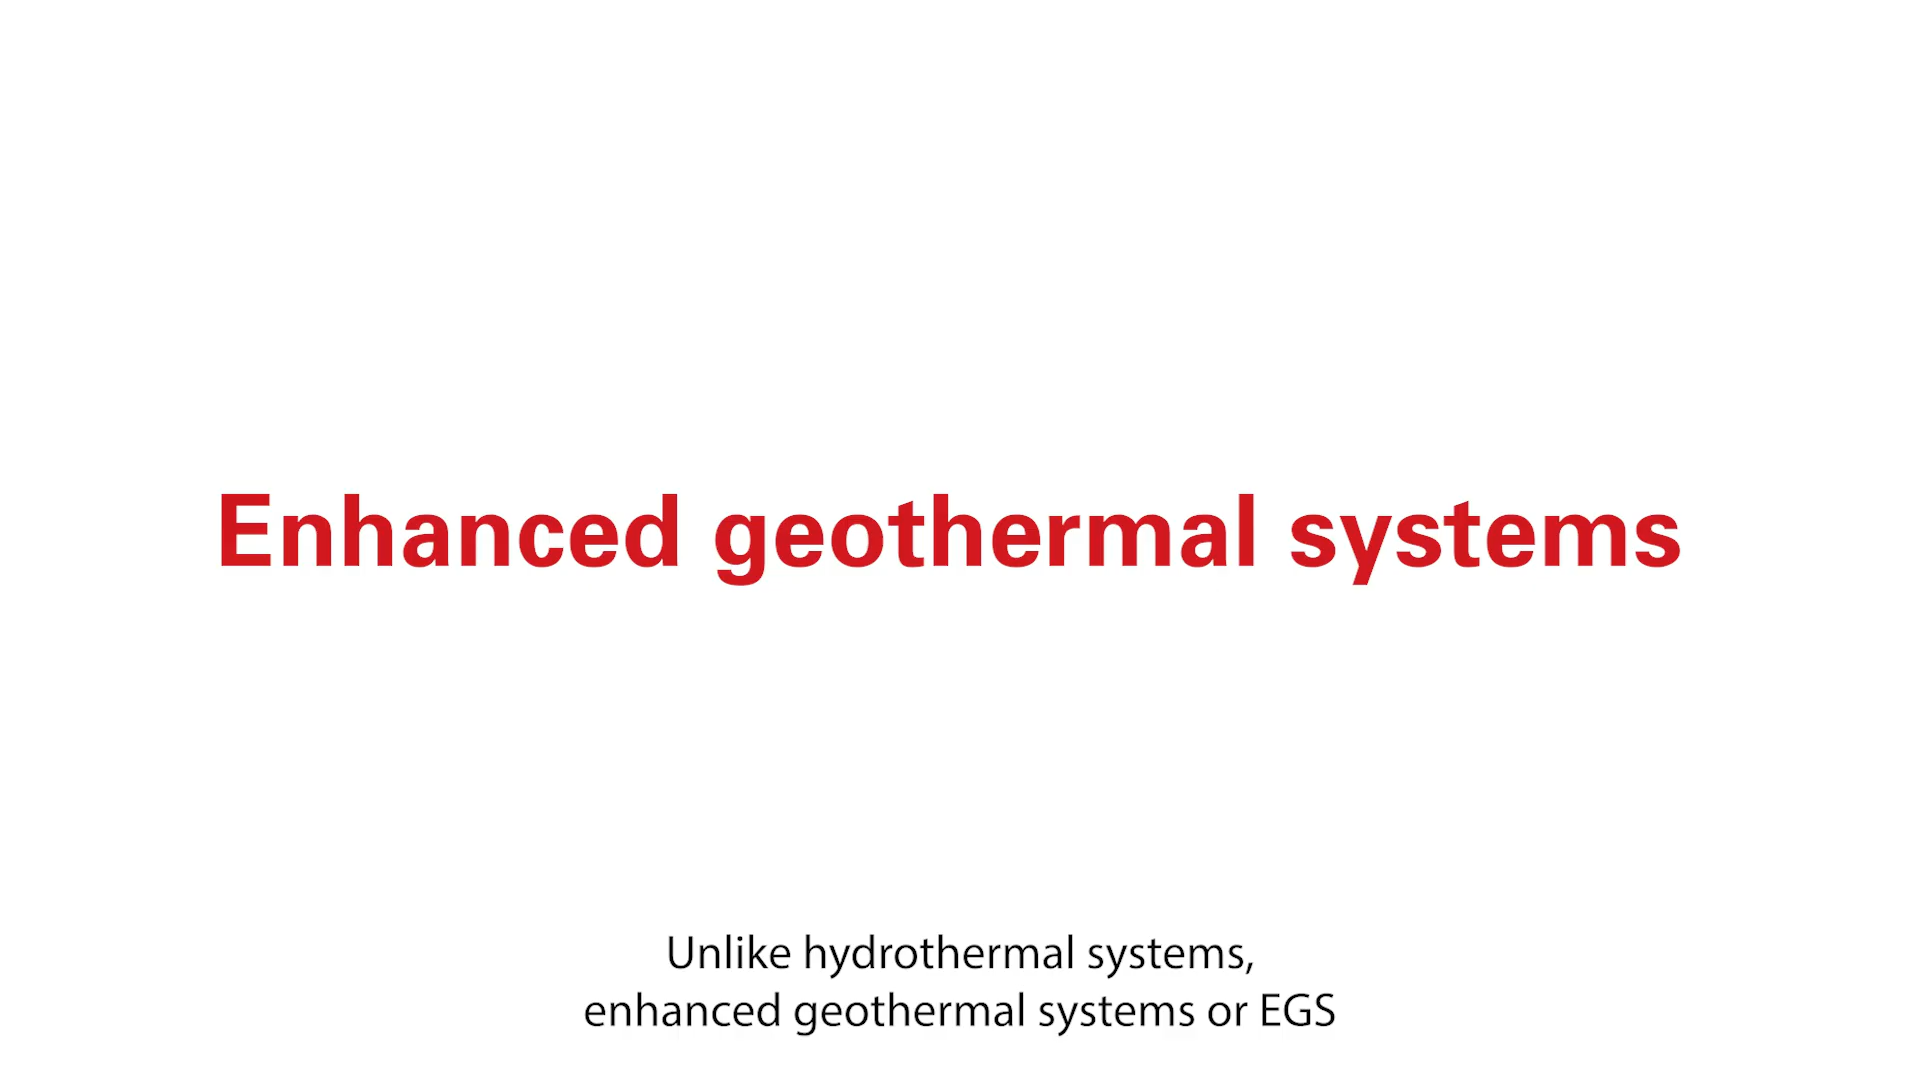 Enhanced geothermal systems
Unlike hydrothermal systems,
enhanced geothermal systems or EGS